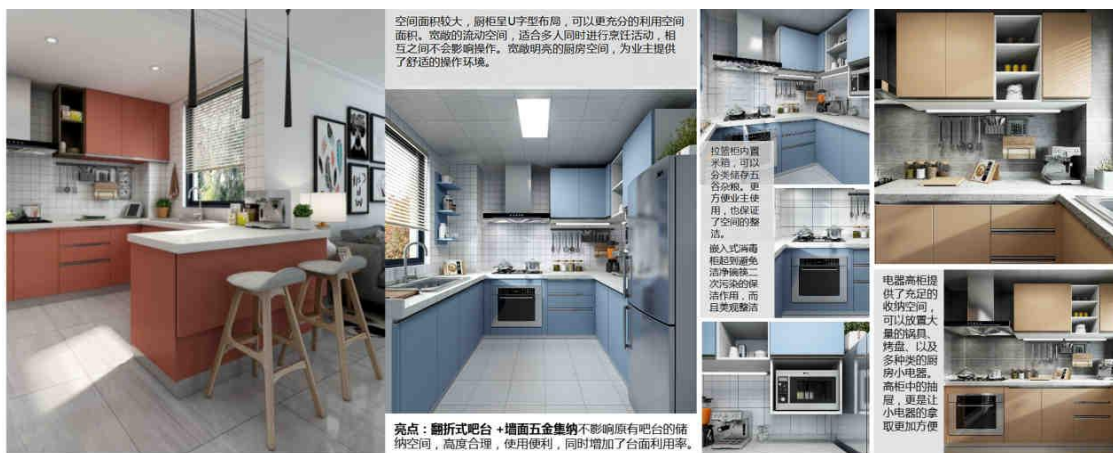 空间面积较大，厨柜呈U字型布局，可以更充分的利用空间
面积。宽敞的流动空间，适合多人同时进行烹饪活动，相
互之间不会影响操作。宽敞明亮的厨房空间，为业主提供
了舒适的操作环境。
亮点：翻折式吧台 +墙面五金集纳不影响原有吧台的储
纳空间，高度合理，使用便利，同时增加了台面利用率。
拉篮柜内置
米箱，可以
分类储存五
谷杂粮。更
方便业主使
用，也保证
了空间的整
洁。
嵌入式消毒
柜起到避免
洁净碗筷二
次污染的保
洁作用，而
且美观整洁
电器高柜提
供了充足的
收纳空间，
可以放置大
量的锅具、
烤盘、以及
多种类的厨
房小电器。
高柜中的抽
屉，更是让
小电器的拿
取更加方便